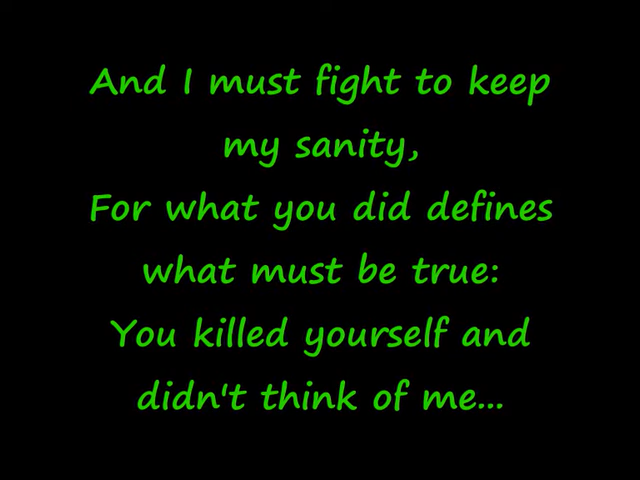 And I must fight to keep
my sanity,
For what you did defines
what must be true:
You killed yourself and
didn't think of me...